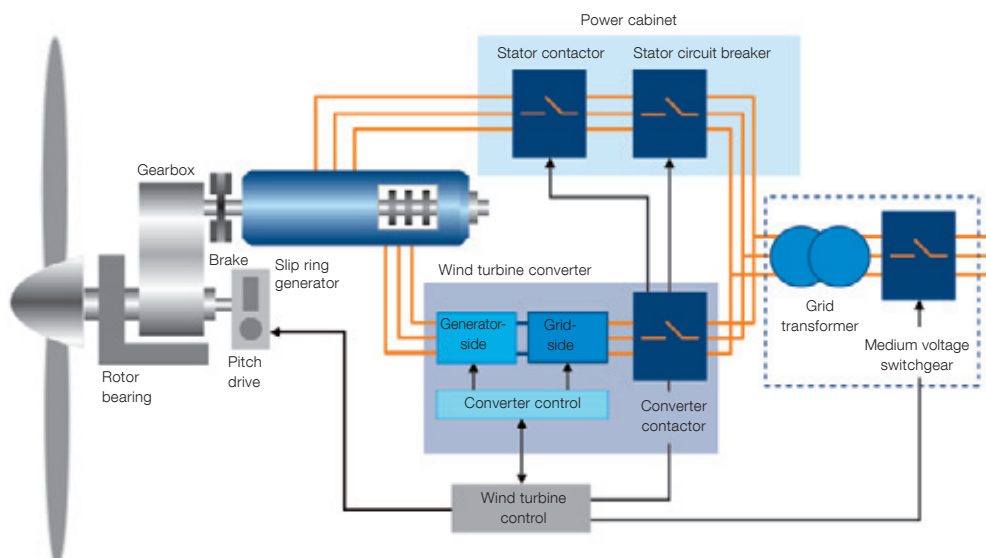 Power cabinet
Stator contactor
Stator circuit breaker
Gearbox
Brake
Slip ring
generator
Wind turbine converter
Generator-
side
Grid-
side
Grid
transformer
Medium voltage
switchgear
Rotor
bearing
Pitch
drive
Converter control
Converter
contactor
Wind turbine
control